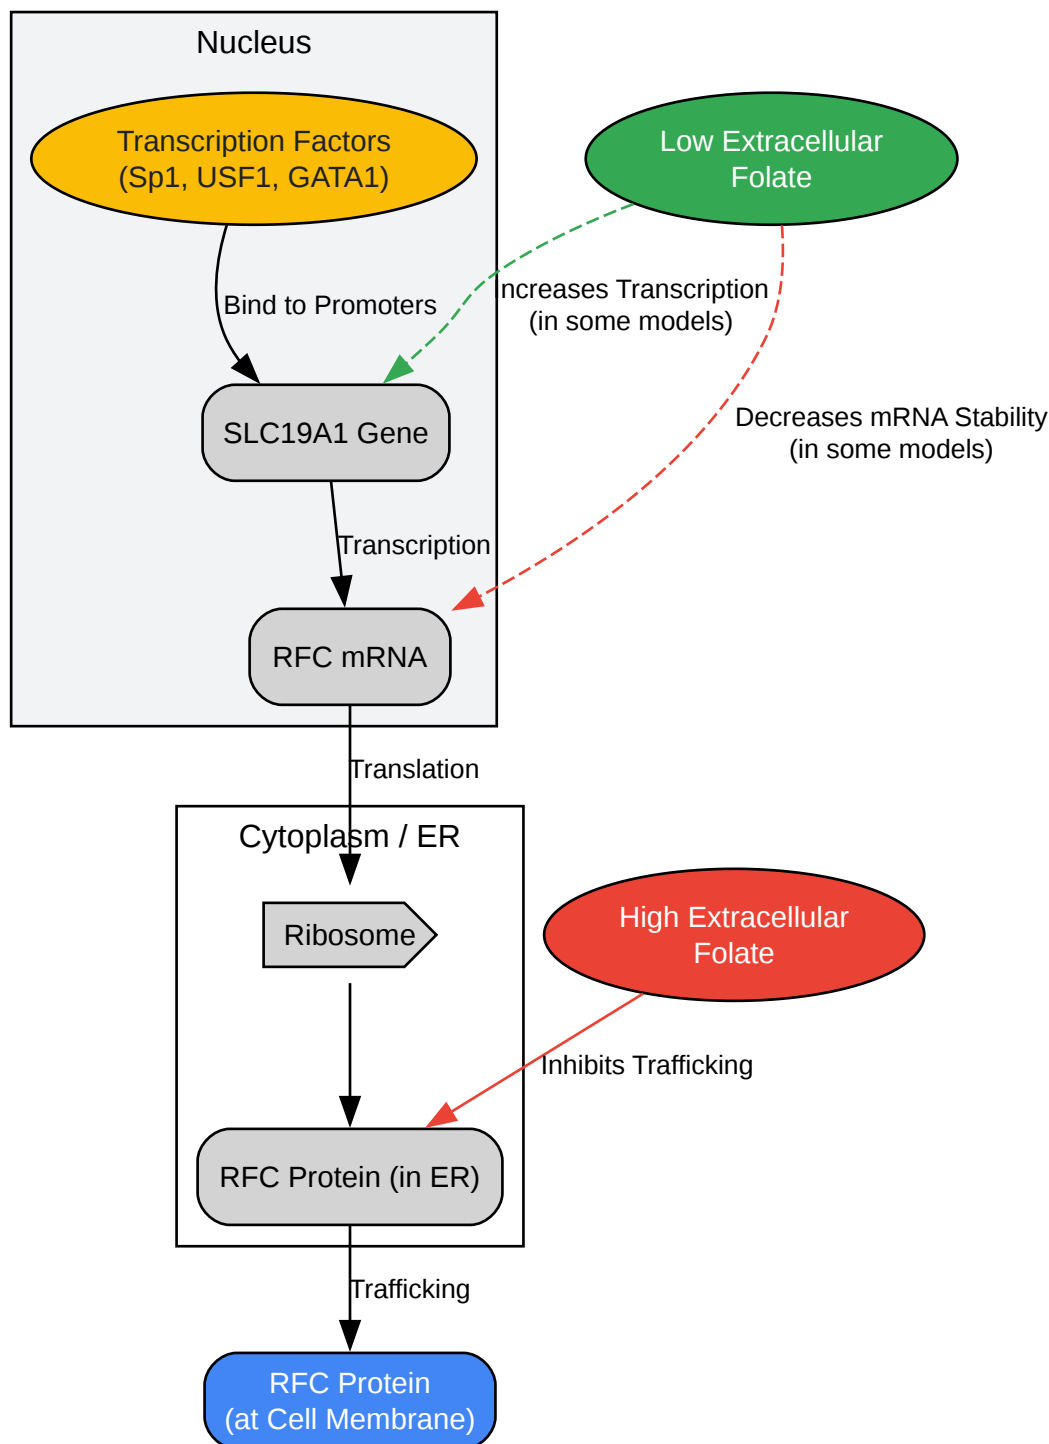 Nucleus
Transcription Factors
(Sp1, USF1, GATA1)
Low Extracellular
Folate
Bind to Promoters
Increases Transcription
(in some models)
Decreases mRNA Stability
(in some models)
SLC19A1 Gene
Transcription
RFC mRNA
Translation
Cytoplasm / ER
Ribosome
High Extracellular
Folate
Inhibits Trafficking
RFC Protein (in ER)
Trafficking
RFC Protein
(at Cell Membrane)